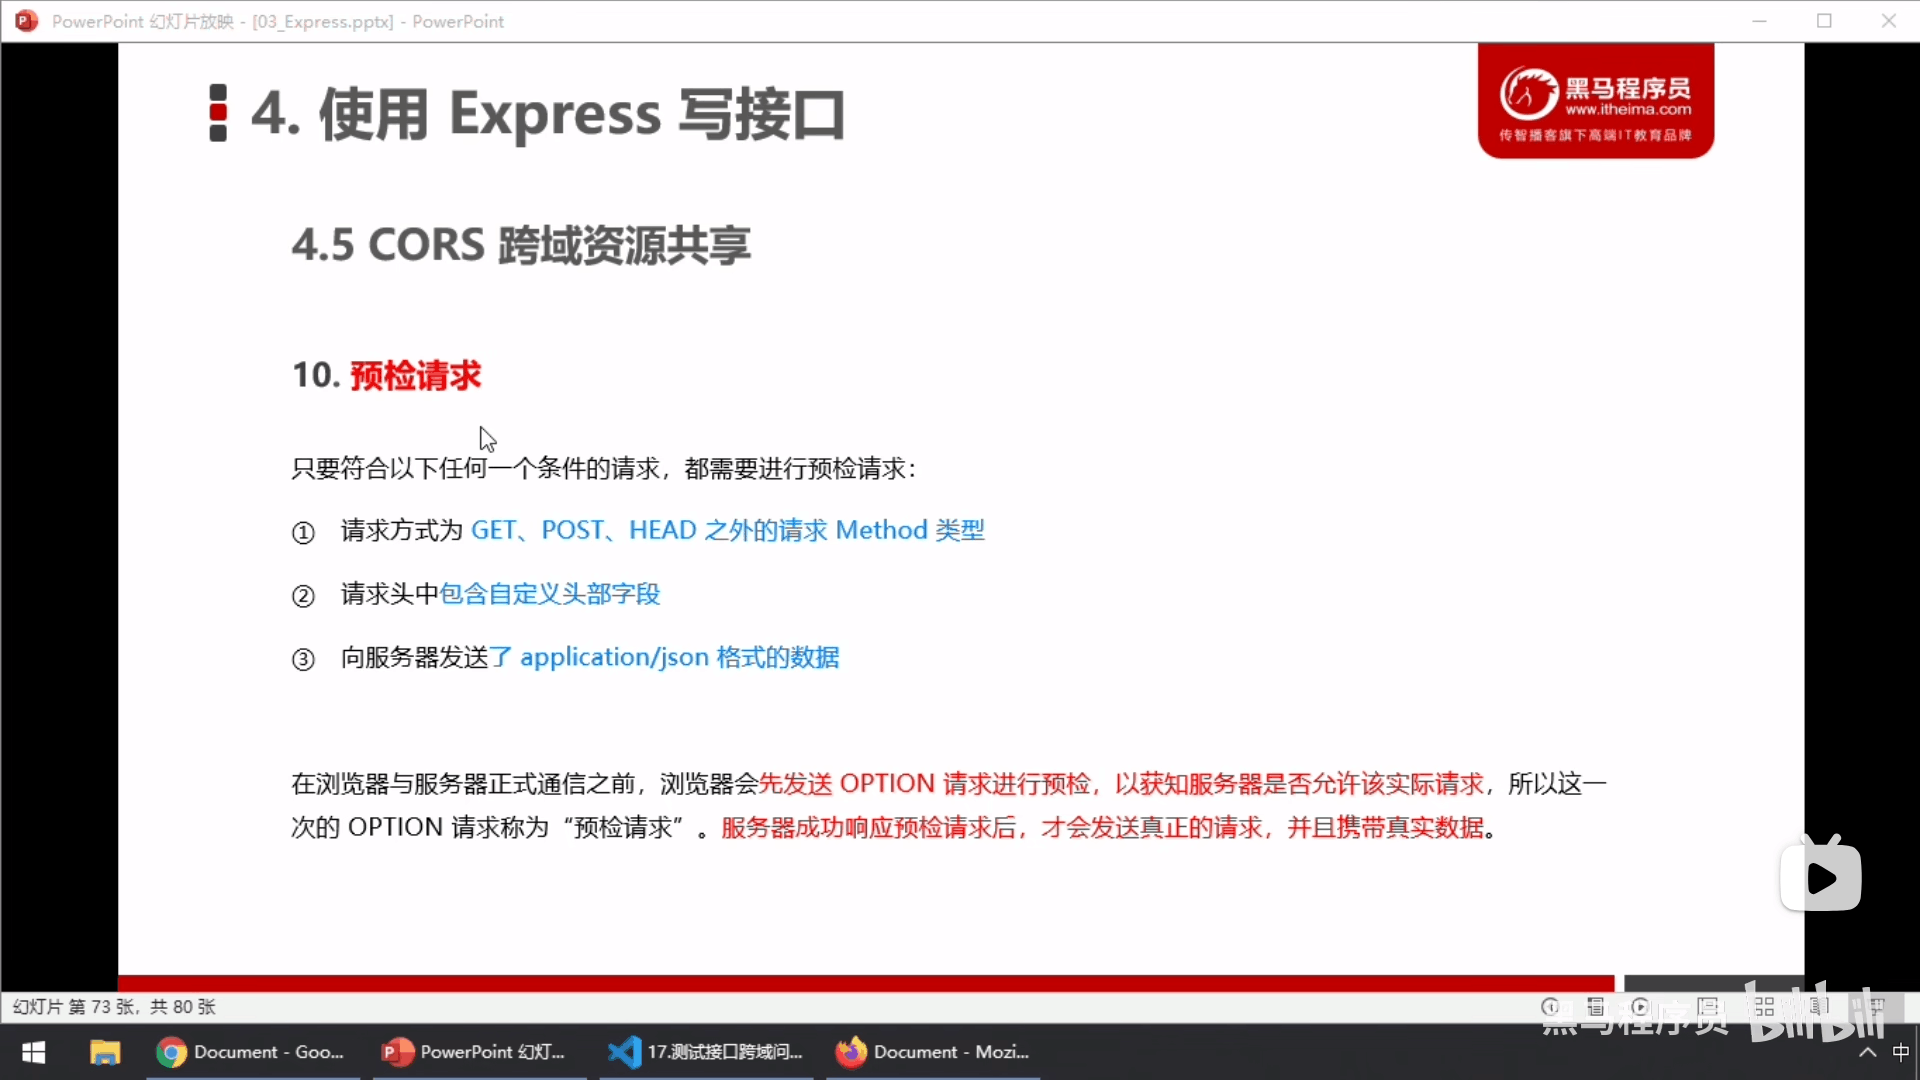 PowerPoint 幻灯片放映 - [03_Express.pptx] - PowerPoint
4. 使用 Express 写接口
黑马程序员
www.itheima.com
传智播客旗下高端IT教育品牌
4.5 CORS 跨域资源共享
10. 预检请求
只要符合以下任何一个条件的请求，都需要进行预检请求：
① 请求方式为 GET、POST、HEAD 之外的请求 Method 类型
② 请求头中包含自定义头部字段
③ 向服务器发送了 application/json 格式的数据
在浏览器与服务器正式通信之前，浏览器会先发送 OPTION 请求进行预检，以获知服务器是否允许该实际请求，所以这一
次的 OPTION 请求称为“预检请求”。服务器成功响应预检请求后，才会发送真正的请求，并且携带真实数据。
幻灯片 第 73 张，共 80 张
黑马程序员 bilibili
Document - Goo...
PowerPoint 幻灯...
17.测试接口跨域问...
Document - Mozi...
中